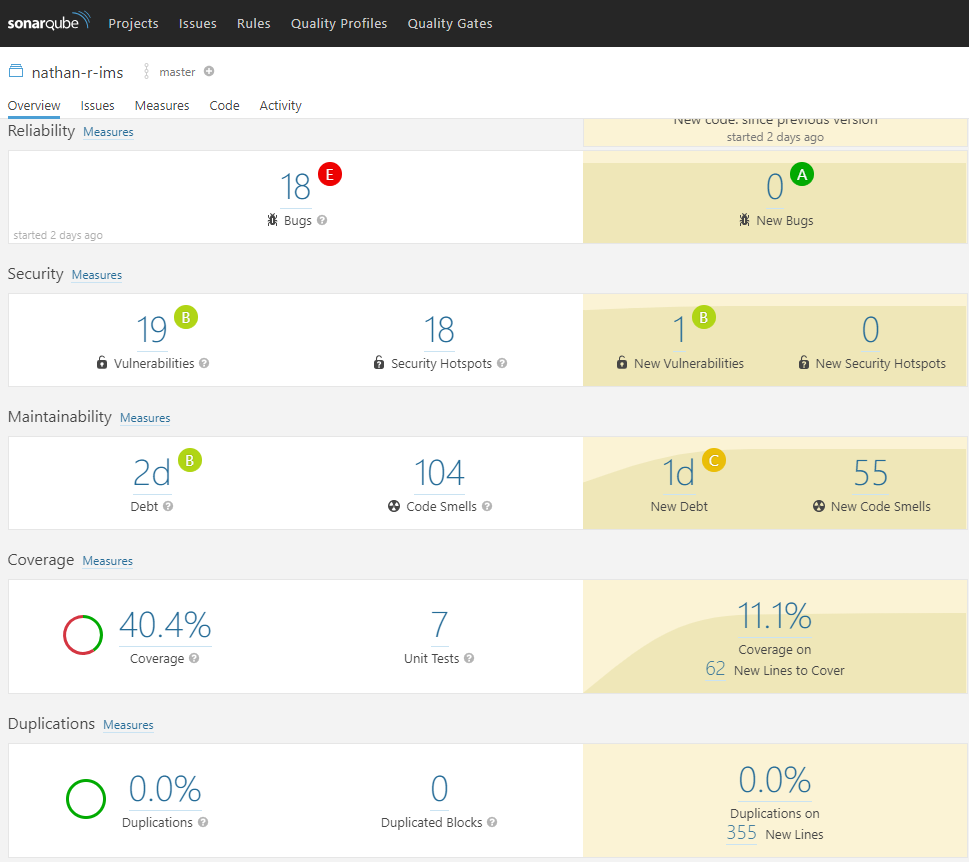 sonarqube Projects Issues Rules Quality Profiles Quality Gates
nathan-r-ims master
Overview Issues Measures Code Activity
New code: since previous version
started 2 days ago
Reliability Measures
18 E
Bugs ?
started 2 days ago
0 A
New Bugs
Security Measures
19 B
Vulnerabilities ?
18
Security Hotspots ?
1 B
New Vulnerabilities
0
New Security Hotspots
Maintainability Measures
2d B
Debt ?
104
Code Smells ?
1d C
New Debt
55
New Code Smells
Coverage Measures
40.4%
Coverage ?
7
Unit Tests ?
11.1%
Coverage on
62 New Lines to Cover
Duplications Measures
0.0%
Duplications ?
0
Duplicated Blocks ?
0.0%
Duplications on
355 New Lines